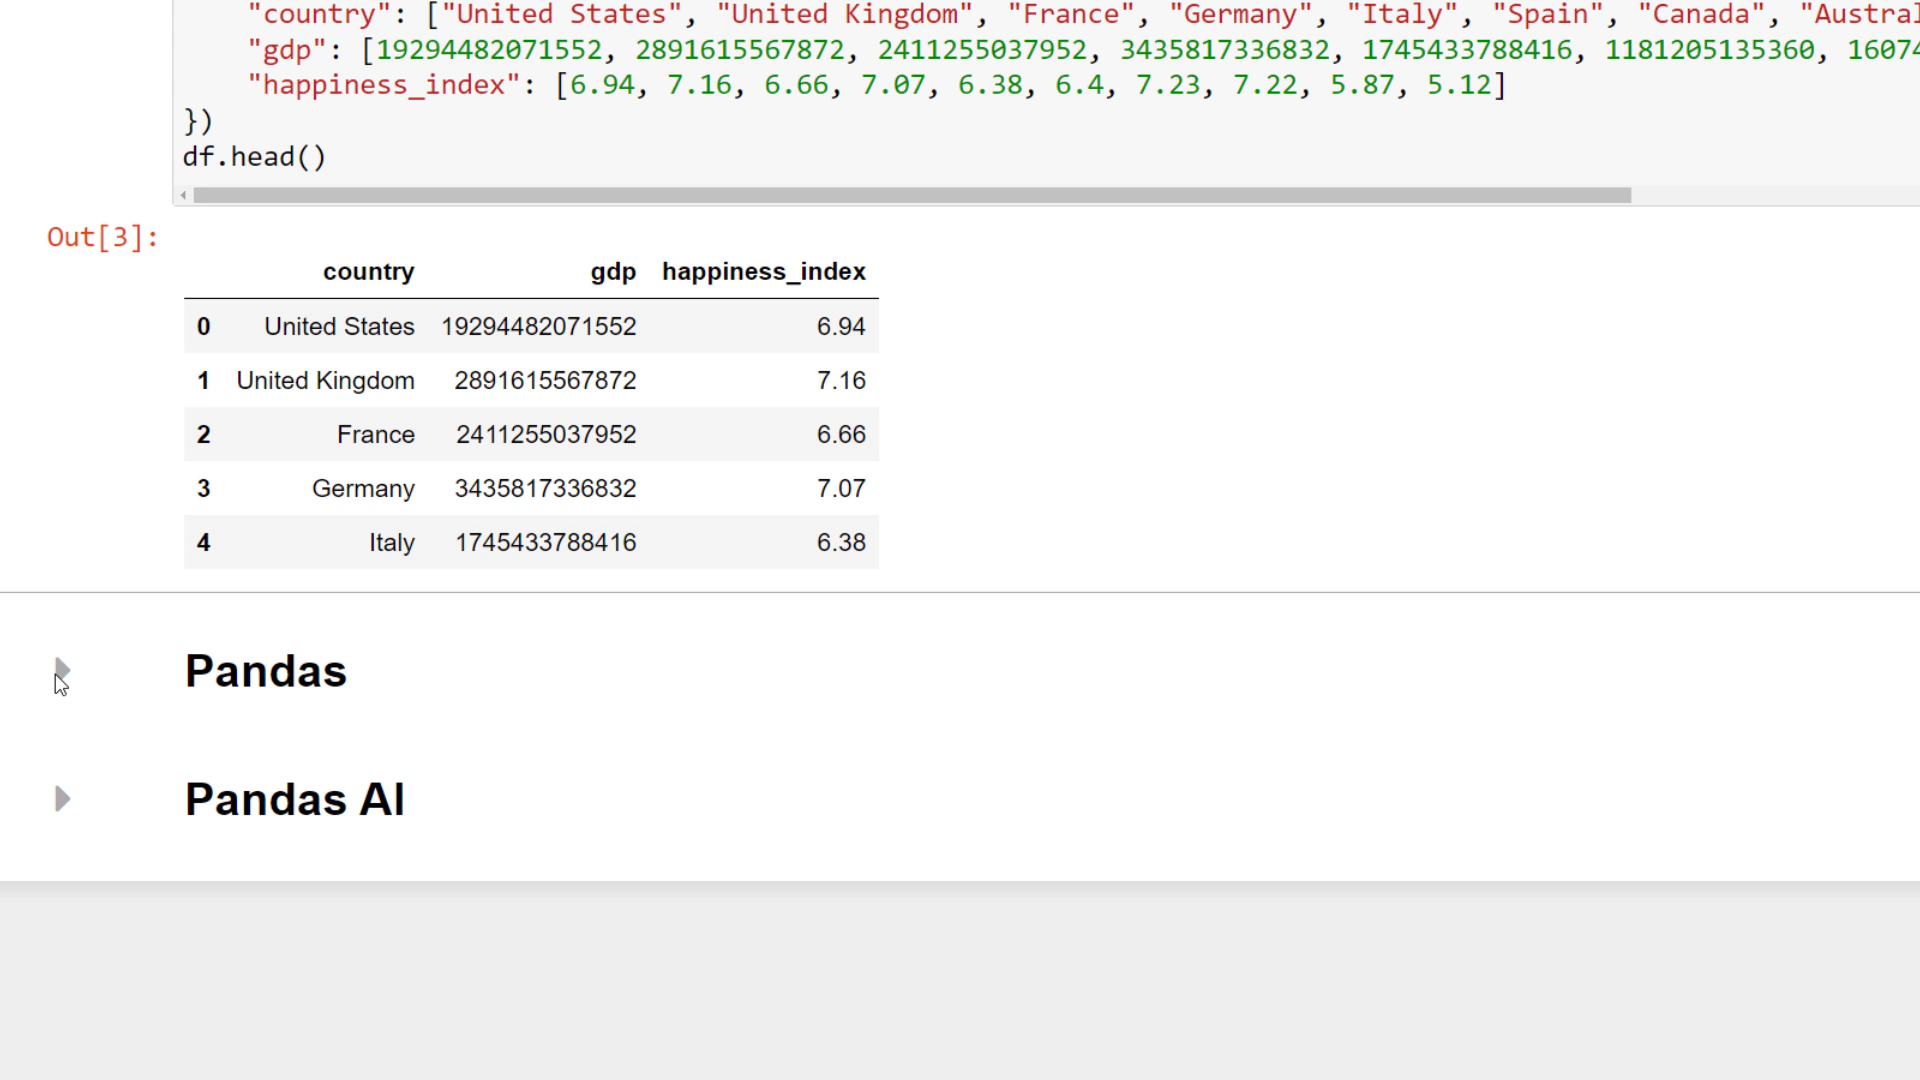 "country": ["United States", "United Kingdom", "France", "Germany", "Italy", "Spain", "Canada", "Austral
"gdp": [19294482071552, 2891615567872, 2411255037952, 3435817336832, 1745433788416, 1181205135360, 16074
"happiness_index": [6.94, 7.16, 6.66, 7.07, 6.38, 6.4, 7.23, 7.22, 5.87, 5.12]
})
df.head()
Out[3]:
country gdp happiness_index
0 United States 19294482071552 6.94
1 United Kingdom 2891615567872 7.16
2 France 2411255037952 6.66
3 Germany 3435817336832 7.07
4 Italy 1745433788416 6.38
Pandas
Pandas AI